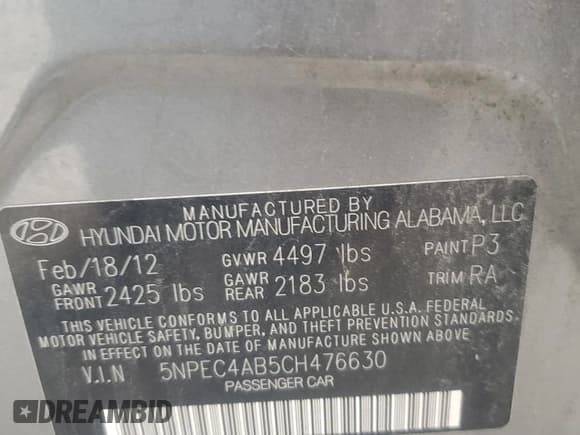 MANUFACTURED BY
HYUNDAI MOTOR MANUFACTURING ALABAMA, LLC
Feb/18/12 GVWR 4497 lbs PAINT P3
GAWR FRONT 2425 lbs GAWR REAR 2183 lbs TRIM RA
THIS VEHICLE CONFORMS TO ALL APPLICABLE U.S.A. FEDERAL
MOTOR VEHICLE SAFETY, BUMPER, AND THEFT PREVENTION STANDARDS
IN EFFECT ON THE DATE OF MANUFACTURE SHOWN ABOVE
V.I.N 5NPEC4AB5CH476630
PASSENGER CAR
DREAMBID